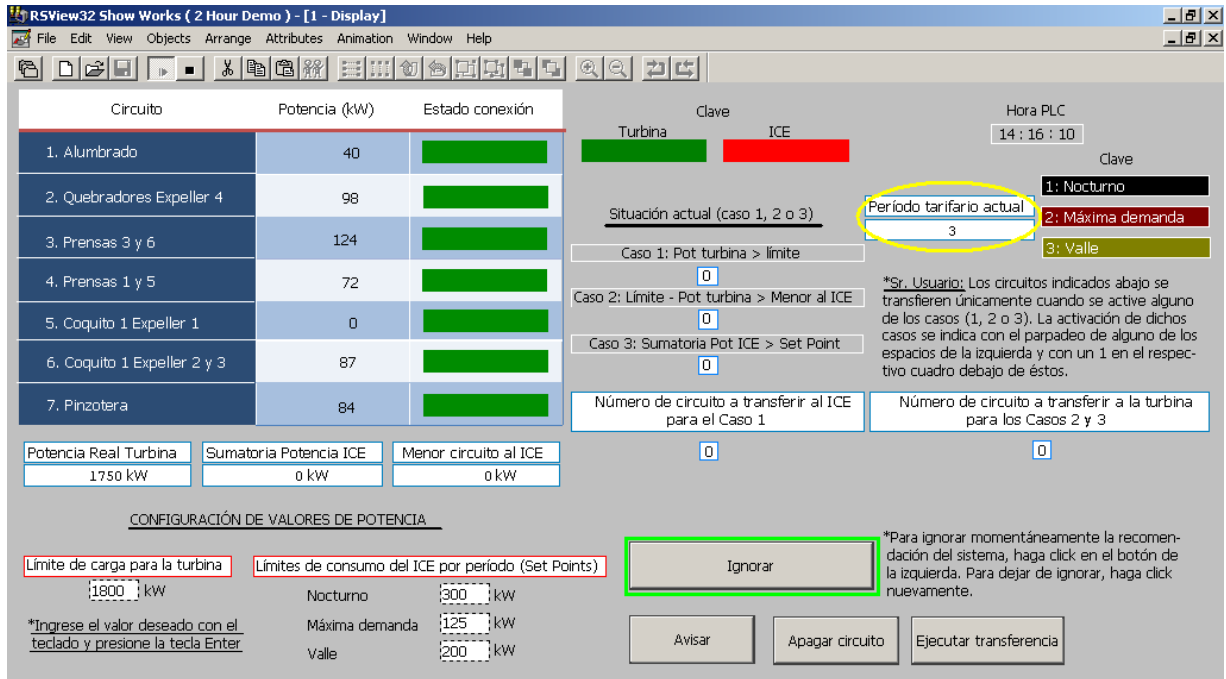 RSView32 Show Works ( 2 Hour Demo ) - [1 - Display]
File Edit View Objects Arrange Attributes Animation Window Help
Circuito Potencia (kW) Estado conexión
1. Alumbrado 40
2. Quebradores Expeller 4 98
3. Prensas 3 y 6 124
4. Prensas 1 y 5 72
5. Coquito 1 Expeller 1 0
6. Coquito 1 Expeller 2 y 3 87
7. Pinzotera 84
Potencia Real Turbina Sumatoria Potencia ICE Menor circuito al ICE
1750 kW 0 kW 0 kW
CONFIGURACIÓN DE VALORES DE POTENCIA
Límite de carga para la turbina
1800 kW
*Ingrese el valor deseado con el
teclado y presione la tecla Enter
Límites de consumo del ICE por período (Set Points)
Nocturno 300 kW
Máxima demanda 125 kW
Valle 200 kW
Clave
Turbina ICE
Situación actual (caso 1, 2 o 3)
Caso 1: Pot turbina > límite
0
Caso 2: Límite - Pot turbina > Menor al ICE
0
Caso 3: Sumatoria Pot ICE > Set Point
0
Número de circuito a transferir al ICE
para el Caso 1
0
Hora PLC
14 : 16 : 10
Clave
1: Nocturno
2: Máxima demanda
3: Valle
Período tarifario actual
3
*Sr. Usuario: Los circuitos indicados abajo se
transfieren únicamente cuando se active alguno
de los casos (1, 2 o 3). La activación de dichos
casos se indica con el parpadeo de alguno de los
espacios de la izquierda y con un 1 en el respec-
tivo cuadro debajo de éstos.
Número de circuito a transferir a la turbina
para los Casos 2 y 3
0
Ignorar
*Para ignorar momentáneamente la recomen-
dación del sistema, haga click en el botón de
la izquierda. Para dejar de ignorar, haga click
nuevamente.
Avisar Apagar circuito Ejecutar transferencia